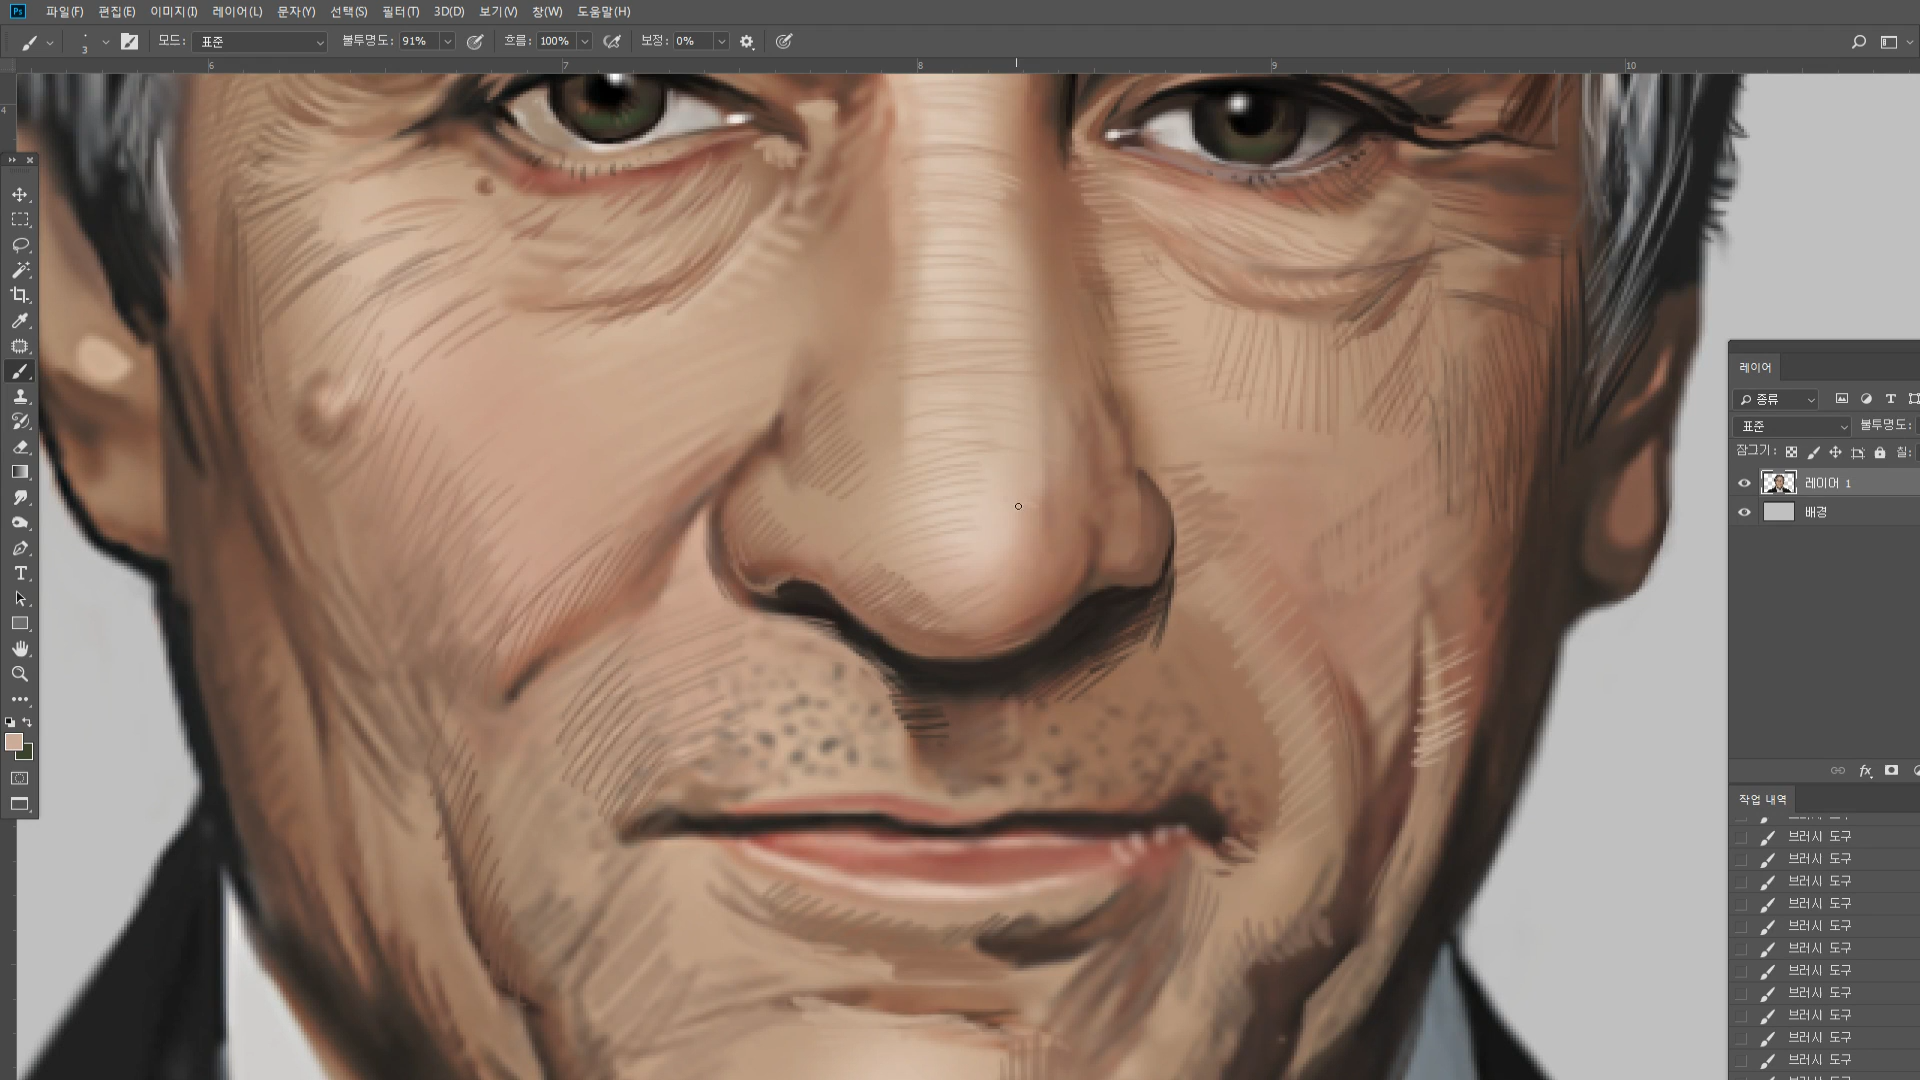 Ps 파일(F) 편집(E) 이미지(I) 레이어(L) 문자(Y) 선택(S) 필터(T) 3D(D) 보기(V) 창(W) 도움말(H)
3 모드: 표준 불투명도: 91% 흐름: 100% 보정: 0%
6 7 8 9 10
4
레이어
종류
표준 불투명도:
잠그기: 칠:
레이어 1
배경
fx
작업 내역
브러시 도구
브러시 도구
브러시 도구
브러시 도구
브러시 도구
브러시 도구
브러시 도구
브러시 도구
브러시 도구
브러시 도구
브러시 도구